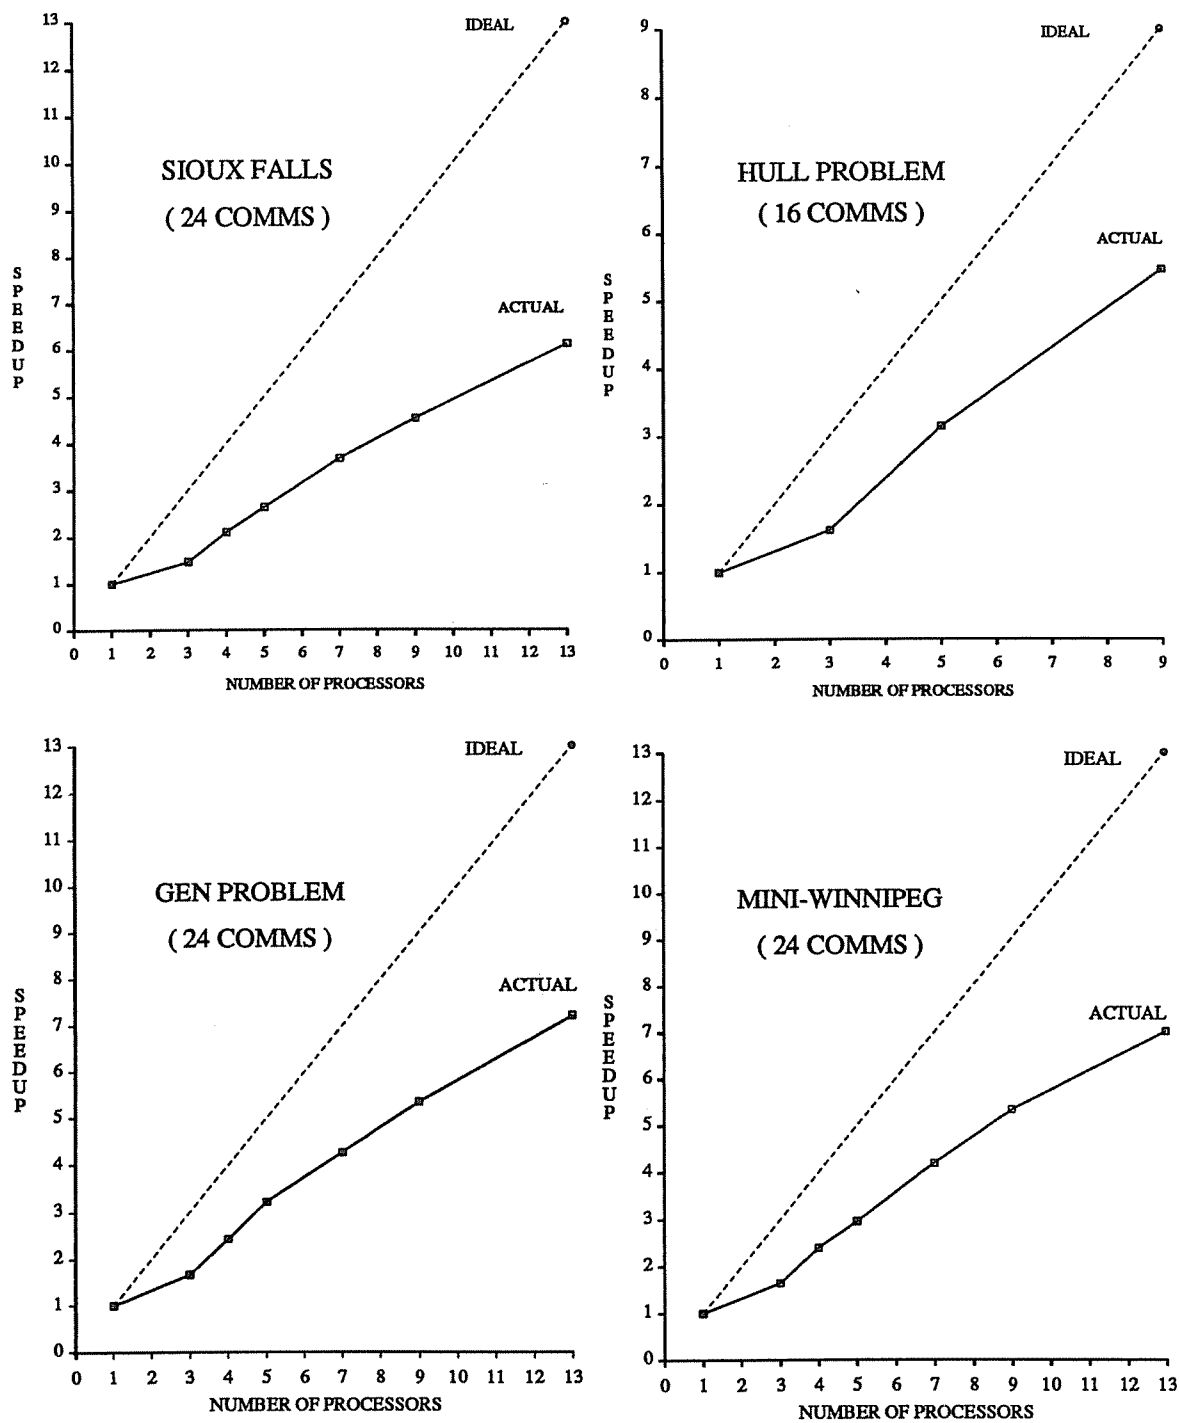 13
12
11
10
9
8
7
6
5
4
3
2
1
0
SPEEDUP
IDEAL
SIOUX FALLS
( 24 COMMS )
ACTUAL
0 1 2 3 4 5 6 7 8 9 10 11 12 13
NUMBER OF PROCESSORS
9
8
7
6
5
4
3
2
1
0
SPEEDUP
IDEAL
HULL PROBLEM
( 16 COMMS )
ACTUAL
0 1 2 3 4 5 6 7 8 9
NUMBER OF PROCESSORS
13
12
11
10
9
8
7
6
5
4
3
2
1
0
SPEEDUP
IDEAL
GEN PROBLEM
( 24 COMMS )
ACTUAL
0 1 2 3 4 5 6 7 8 9 10 11 12 13
NUMBER OF PROCESSORS
13
12
11
10
9
8
7
6
5
4
3
2
1
0
SPEEDUP
IDEAL
MINI-WINNIPEG
( 24 COMMS )
ACTUAL
0 1 2 3 4 5 6 7 8 9 10 11 12 13
NUMBER OF PROCESSORS